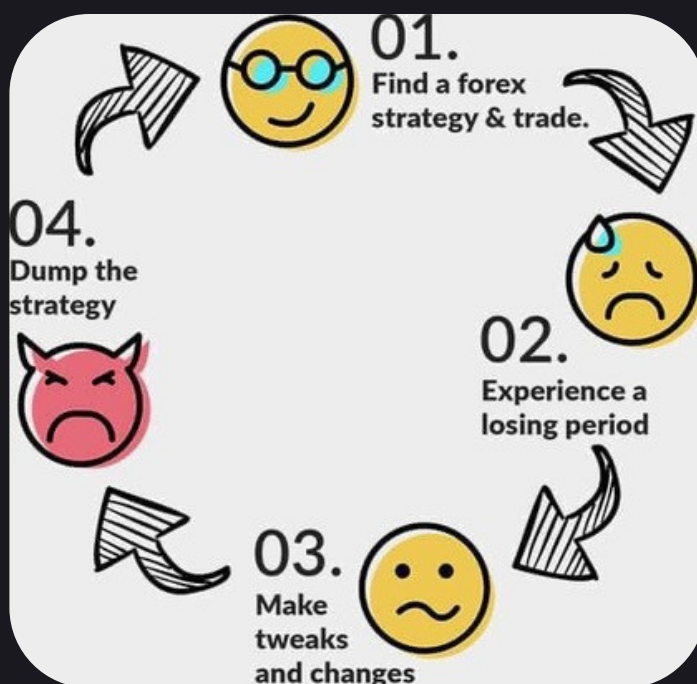 01.
Find a forex
strategy & trade.
02.
Experience a
losing period
03.
Make
tweaks
and changes
04.
Dump the
strategy